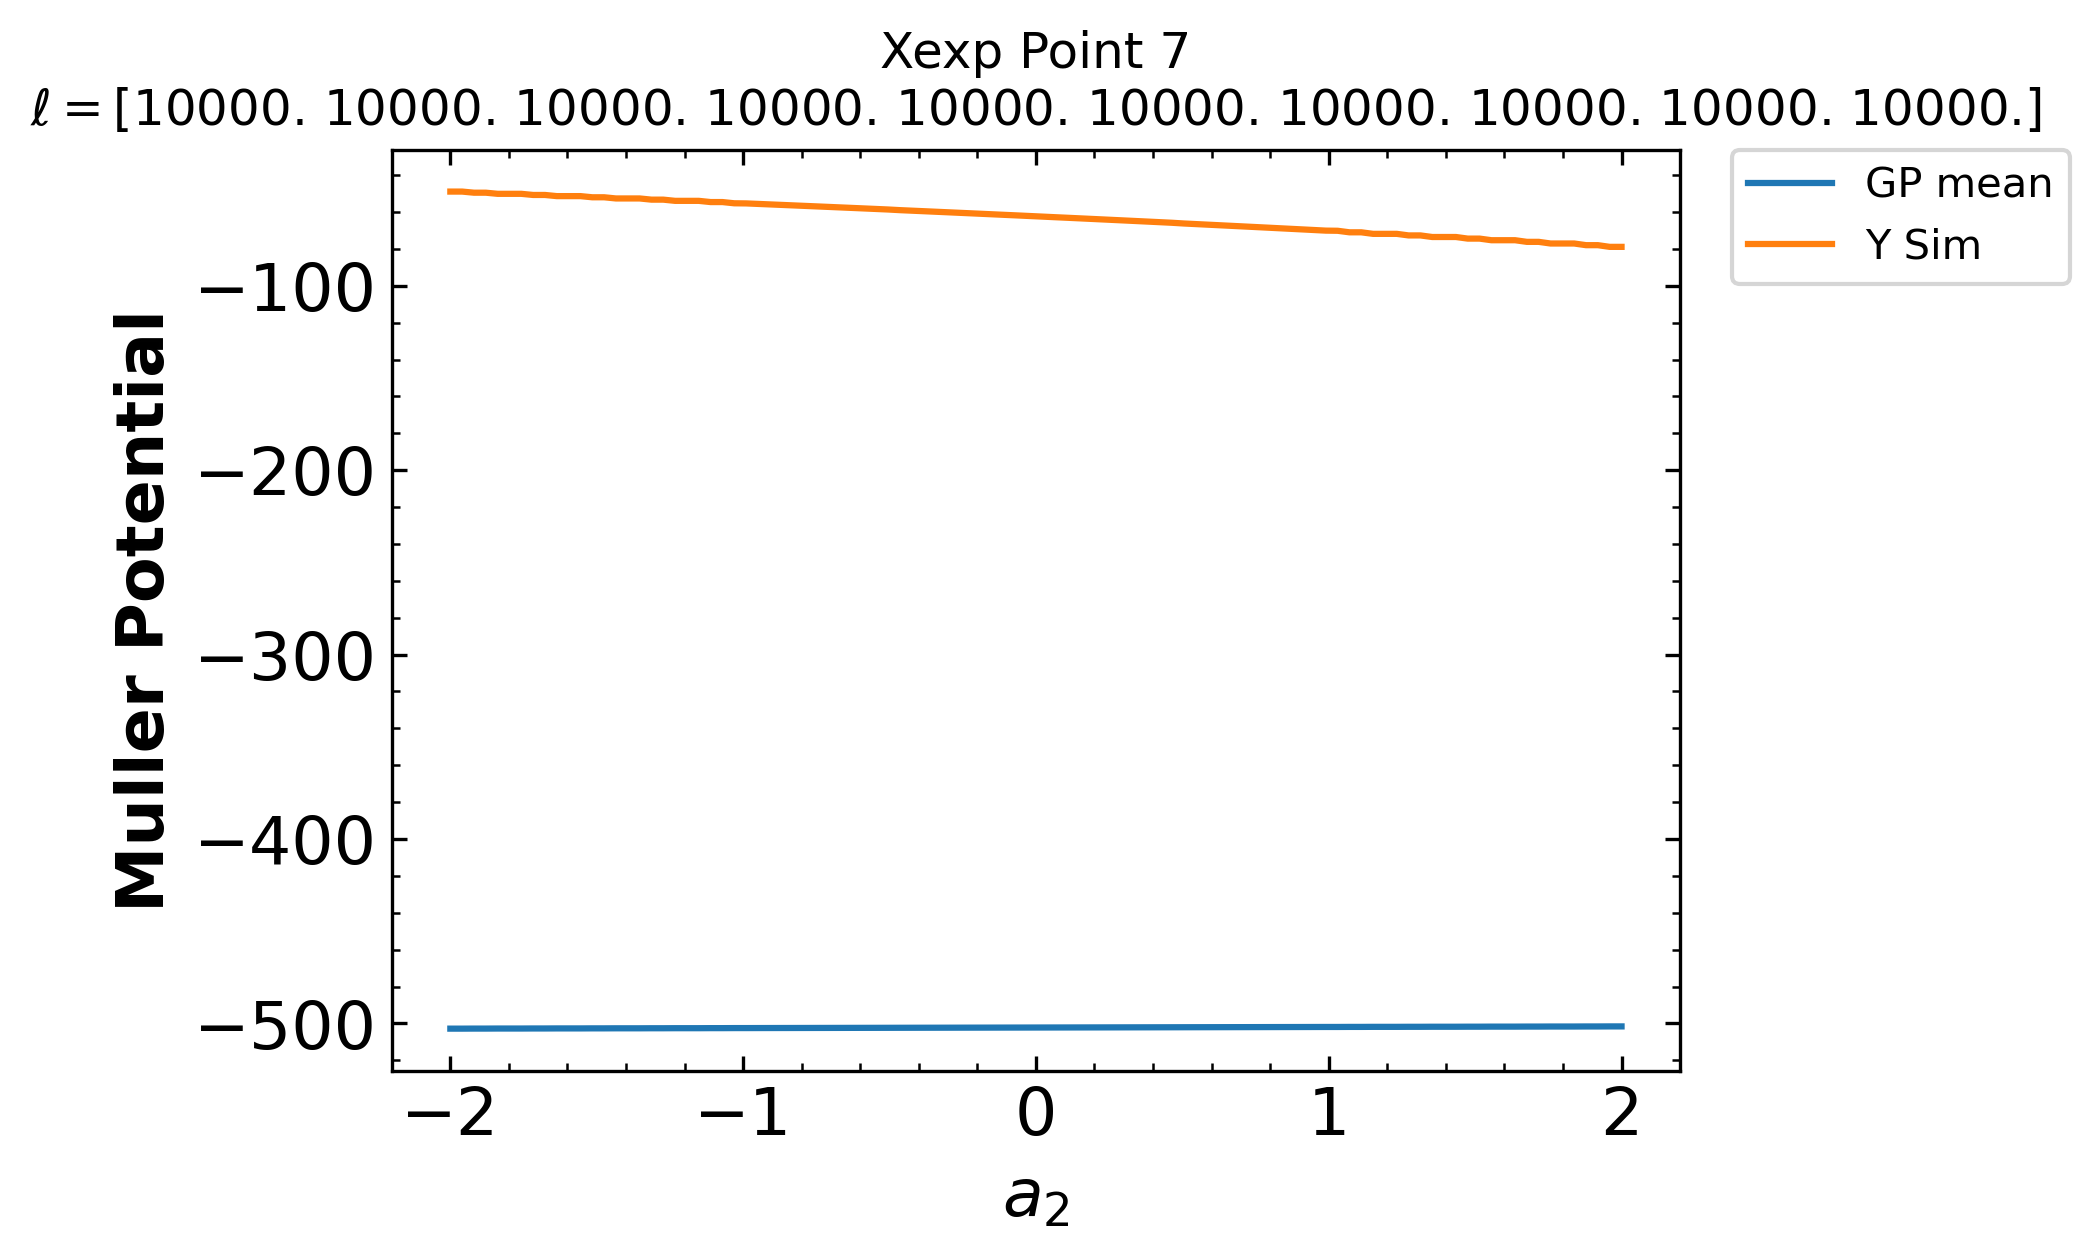 Xexp Point 7
ℓ = [10000. 10000. 10000. 10000. 10000. 10000. 10000. 10000. 10000. 10000.]
GP mean
Y Sim
Muller Potential
−100
−200
−300
−400
−500
−2 −1 0 1 2
a₂